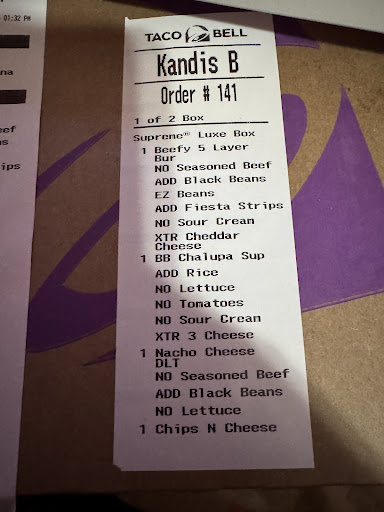 01:32 PM
TACO BELL
Kandis B
Order # 141
1 of 2 Box
Supreme® Luxe Box
1 Beefy 5 Layer
Bur
NO Seasoned Beef
ADD Black Beans
EZ Beans
ADD Fiesta Strips
NO Sour Cream
XTR Cheddar
Cheese
1 BB Chalupa Sup
ADD Rice
NO Lettuce
NO Tomatoes
NO Sour Cream
XTR 3 Cheese
1 Nacho Cheese
DLT
NO Seasoned Beef
ADD Black Beans
NO Lettuce
1 Chips N Cheese